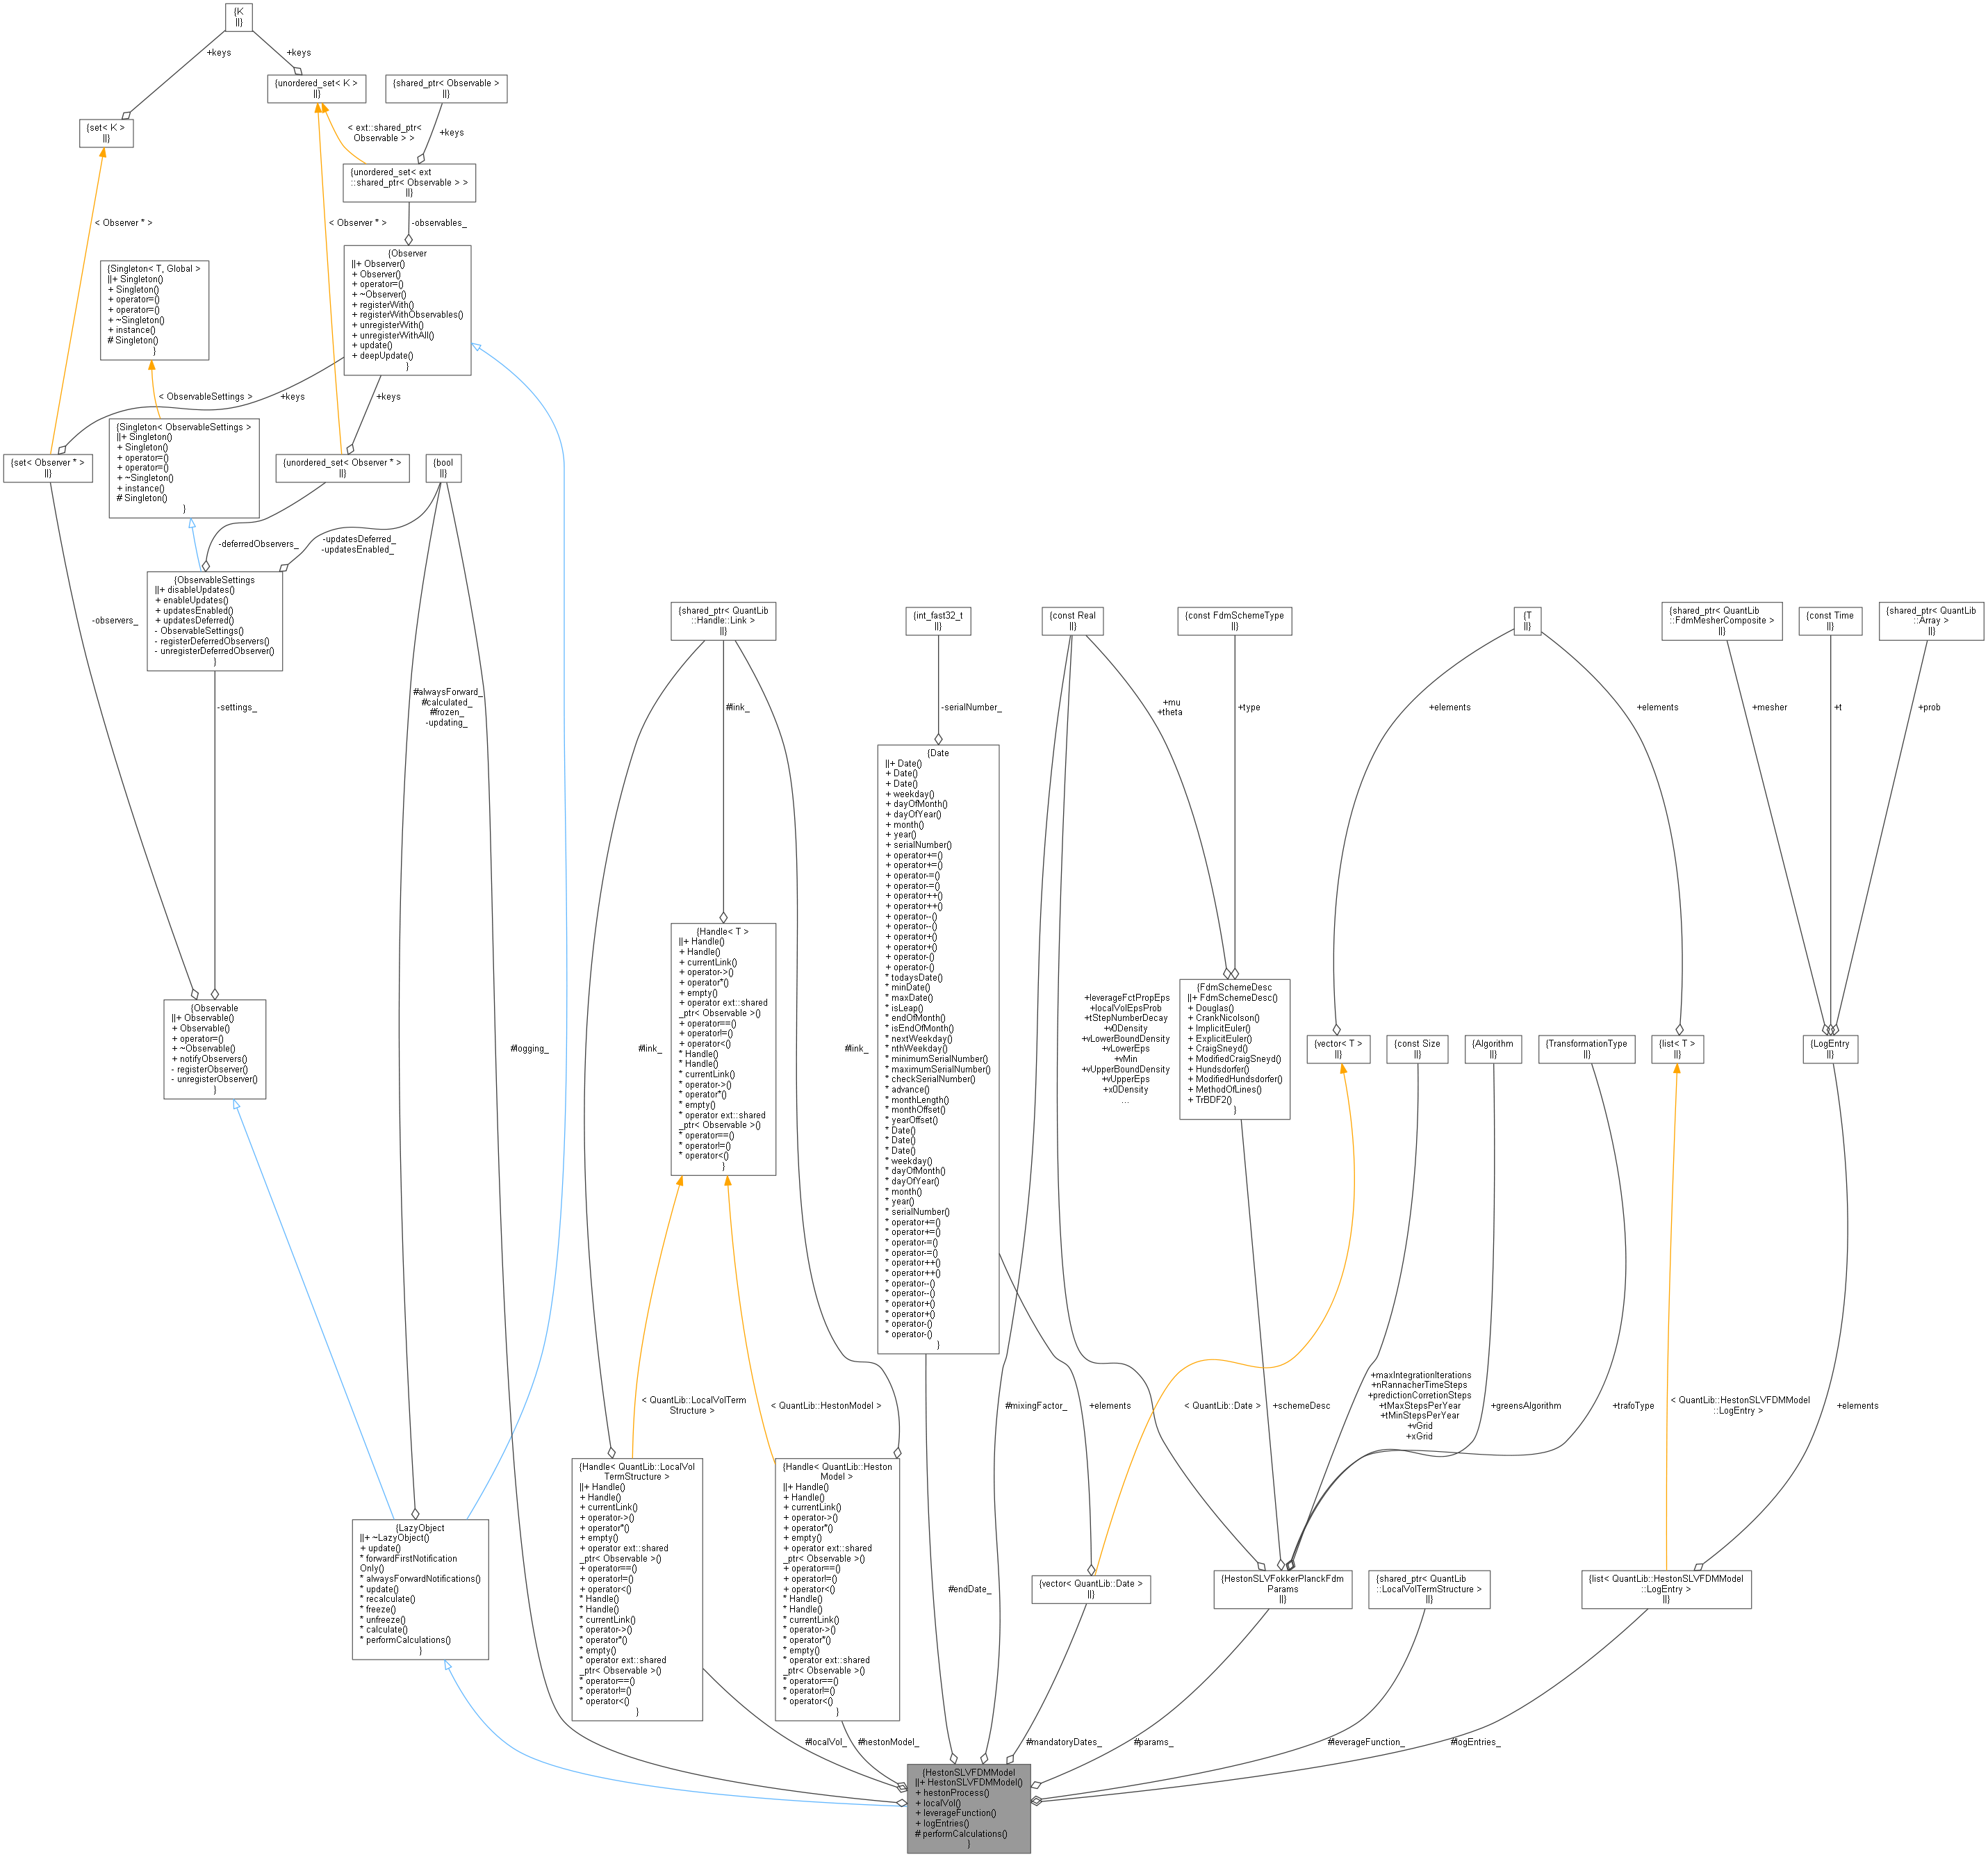 {K
||}
+keys
+keys
{unordered_set< K >
||}
{shared_ptr< Observable >
||}
{set< K >
||}
< ext::shared_ptr<
Observable > >
+keys
{unordered_set< ext
::shared_ptr< Observable > >
||}
< Observer * >
< Observer * >
-observables_
{Observer
||+ Observer()
+ Observer()
+ operator=()
+ ~Observer()
+ registerWith()
+ registerWithObservables()
+ unregisterWith()
+ unregisterWithAll()
+ update()
+ deepUpdate()
}
{Singleton< T, Global >
||+ Singleton()
+ Singleton()
+ operator=()
+ operator=()
+ ~Singleton()
+ instance()
# Singleton()
}
< ObservableSettings >
+keys
+keys
{Singleton< ObservableSettings >
||+ Singleton()
+ Singleton()
+ operator=()
+ operator=()
+ ~Singleton()
+ instance()
# Singleton()
}
{set< Observer * >
||}
{unordered_set< Observer * >
||}
{bool
||}
-deferredObservers_
-updatesDeferred_
-updatesEnabled_
{ObservableSettings
||+ disableUpdates()
+ enableUpdates()
+ updatesEnabled()
+ updatesDeferred()
- ObservableSettings()
- registerDeferredObservers()
- unregisterDeferredObserver()
}
-observers_
{shared_ptr< QuantLib
::Handle::Link >
||}
{int_fast32_t
||}
{const Real
||}
{const FdmSchemeType
||}
{T
||}
{shared_ptr< QuantLib
::FdmMesherComposite >
||}
{const Time
||}
{shared_ptr< QuantLib
::Array >
||}
-settings_
#alwaysForward_
#calculated_
#frozen_
-updating_
#link_
-serialNumber_
+mu
+theta
+type
+elements
+elements
+mesher
+t
+prob
{Date
||+ Date()
+ Date()
+ Date()
+ weekday()
+ dayOfMonth()
+ dayOfYear()
+ month()
+ year()
+ serialNumber()
+ operator+=()
+ operator+=()
+ operator-=()
+ operator-=()
+ operator++()
+ operator++()
+ operator--()
+ operator--()
+ operator+()
+ operator+()
+ operator-()
+ operator-()
* todaysDate()
* minDate()
* maxDate()
* isLeap()
* endOfMonth()
* isEndOfMonth()
* nextWeekday()
* nthWeekday()
* minimumSerialNumber()
* maximumSerialNumber()
* checkSerialNumber()
* advance()
* monthLength()
* monthOffset()
* yearOffset()
* Date()
* Date()
* Date()
* weekday()
* dayOfMonth()
* dayOfYear()
* month()
* year()
* serialNumber()
* operator+=()
* operator+=()
* operator-=()
* operator-=()
* operator++()
* operator++()
* operator--()
* operator--()
* operator+()
* operator+()
* operator-()
* operator-()
}
{Handle< T >
||+ Handle()
+ Handle()
+ currentLink()
+ operator->()
+ operator*()
+ empty()
+ operator ext::shared
_ptr< Observable >()
+ operator==()
+ operator!=()
+ operator<()
* Handle()
* Handle()
* currentLink()
* operator->()
* operator*()
* empty()
* operator ext::shared
_ptr< Observable >()
* operator==()
* operator!=()
* operator<()
}
{Observable
||+ Observable()
+ Observable()
+ operator=()
+ ~Observable()
+ notifyObservers()
- registerObserver()
- unregisterObserver()
}
#logging_
#link_
#link_
+leverageFctPropEps
+localVolEpsProb
+tStepNumberDecay
+v0Density
+vLowerBoundDensity
+vLowerEps
+vMin
+vUpperBoundDensity
+vUpperEps
+x0Density
...
{FdmSchemeDesc
||+ FdmSchemeDesc()
+ Douglas()
+ CrankNicolson()
+ ImplicitEuler()
+ ExplicitEuler()
+ CraigSneyd()
+ ModifiedCraigSneyd()
+ Hundsdorfer()
+ ModifiedHundsdorfer()
+ MethodOfLines()
+ TrBDF2()
}
{vector< T >
||}
{const Size
||}
{Algorithm
||}
{TransformationType
||}
{list< T >
||}
{LogEntry
||}
< QuantLib::LocalVolTerm
Structure >
< QuantLib::HestonModel >
#mixingFactor_
+elements
< QuantLib::Date >
+schemeDesc
+maxIntegrationIterations
+nRannacherTimeSteps
+predictionCorretionSteps
+tMaxStepsPerYear
+tMinStepsPerYear
+vGrid
+xGrid
+greensAlgorithm
+trafoType
< QuantLib::HestonSLVFDMModel
::LogEntry >
+elements
{LazyObject
||+ ~LazyObject()
+ update()
* forwardFirstNotification
Only()
* alwaysForwardNotifications()
* update()
* recalculate()
* freeze()
* unfreeze()
* calculate()
* performCalculations()
}
{Handle< QuantLib::LocalVol
TermStructure >
||+ Handle()
+ Handle()
+ currentLink()
+ operator->()
+ operator*()
+ empty()
+ operator ext::shared
_ptr< Observable >()
+ operator==()
+ operator!=()
+ operator<()
* Handle()
* Handle()
* currentLink()
* operator->()
* operator*()
* empty()
* operator ext::shared
_ptr< Observable >()
* operator==()
* operator!=()
* operator<()
}
{Handle< QuantLib::Heston
Model >
||+ Handle()
+ Handle()
+ currentLink()
+ operator->()
+ operator*()
+ empty()
+ operator ext::shared
_ptr< Observable >()
+ operator==()
+ operator!=()
+ operator<()
* Handle()
* Handle()
* currentLink()
* operator->()
* operator*()
* empty()
* operator ext::shared
_ptr< Observable >()
* operator==()
* operator!=()
* operator<()
}
#endDate_
{vector< QuantLib::Date >
||}
{HestonSLVFokkerPlanckFdm
Params
||}
{shared_ptr< QuantLib
::LocalVolTermStructure >
||}
{list< QuantLib::HestonSLVFDMModel
::LogEntry >
||}
#localVol_
#hestonModel_
#mandatoryDates_
#params_
#leverageFunction_
#logEntries_
{HestonSLVFDMModel
||+ HestonSLVFDMModel()
+ hestonProcess()
+ localVol()
+ leverageFunction()
+ logEntries()
# performCalculations()
}